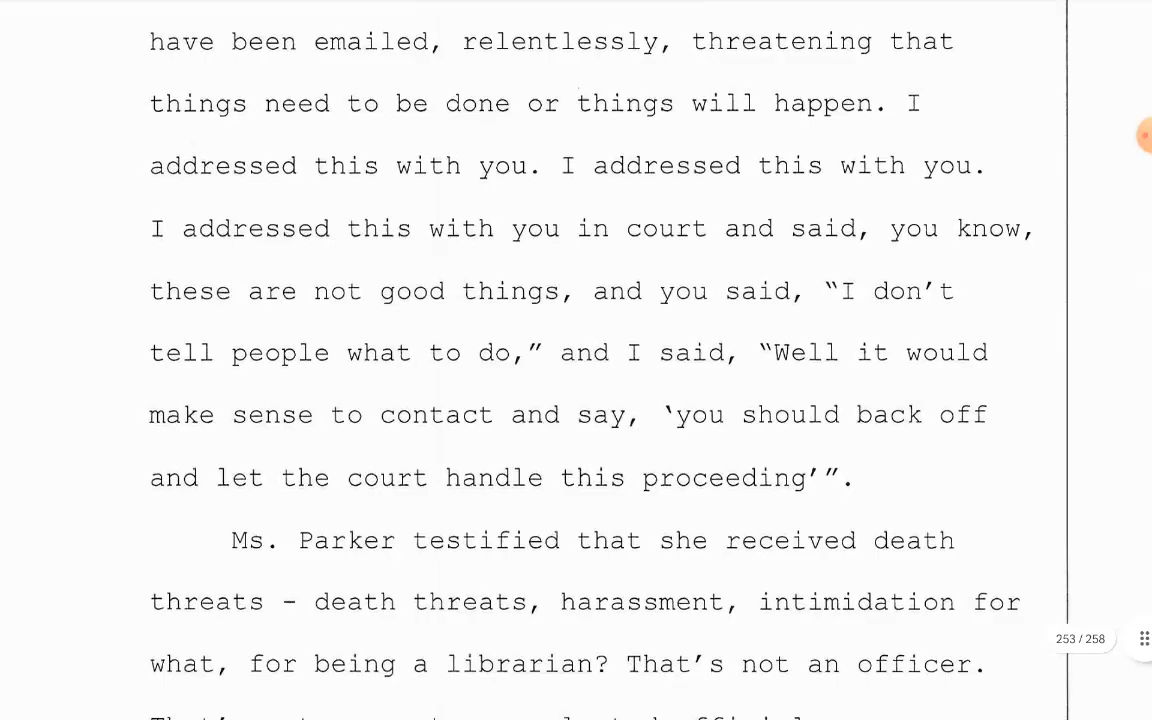 have been emailed, relentlessly, threatening that
things need to be done or things will happen. I
addressed this with you. I addressed this with you.
I addressed this with you in court and said, you know,
these are not good things, and you said, “I don’t
tell people what to do,” and I said, “Well it would
make sense to contact and say, ‘you should back off
and let the court handle this proceeding’”.
Ms. Parker testified that she received death
threats - death threats, harassment, intimidation for
253 / 258
what, for being a librarian? That’s not an officer.